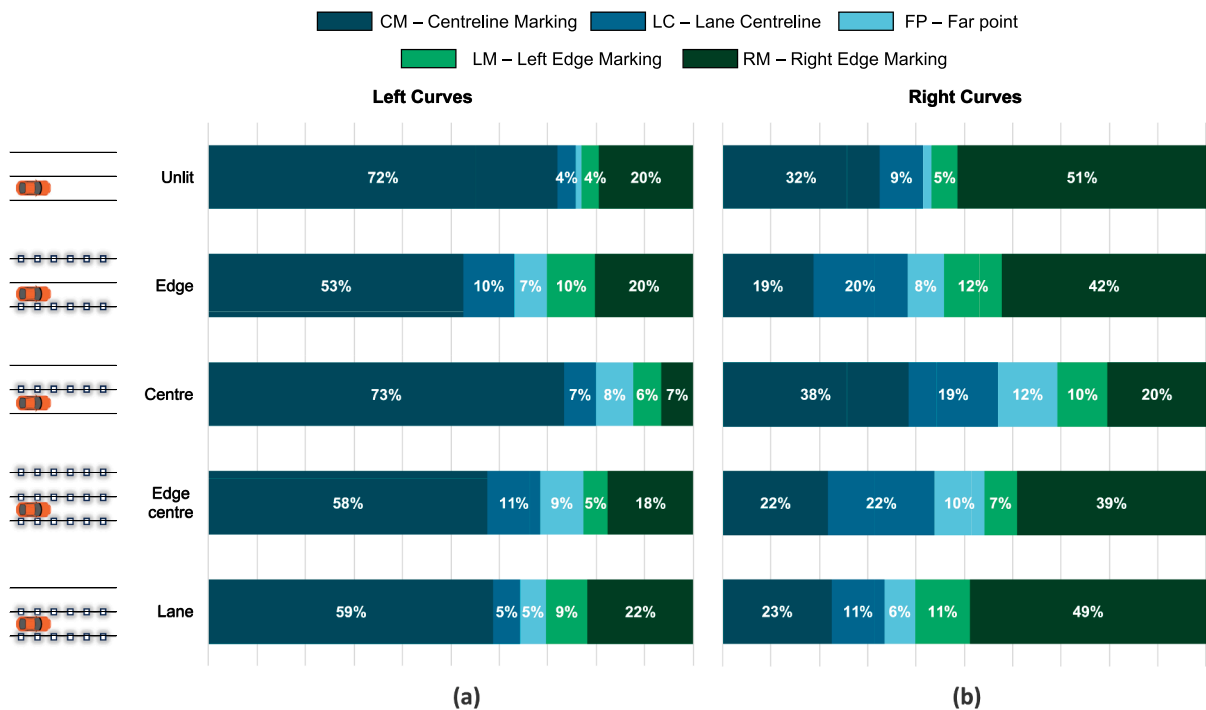 CM – Centreline Marking LC – Lane Centreline FP – Far point
LM – Left Edge Marking RM – Right Edge Marking
Left Curves Right Curves
Unlit 72% 4% 4% 20% 32% 9% 5% 51%
Edge 53% 10% 7% 10% 20% 19% 20% 8% 12% 42%
Centre 73% 7% 8% 6% 7% 38% 19% 12% 10% 20%
Edge
centre 58% 11% 9% 5% 18% 22% 22% 10% 7% 39%
Lane 59% 5% 5% 9% 22% 23% 11% 6% 11% 49%
(a) (b)